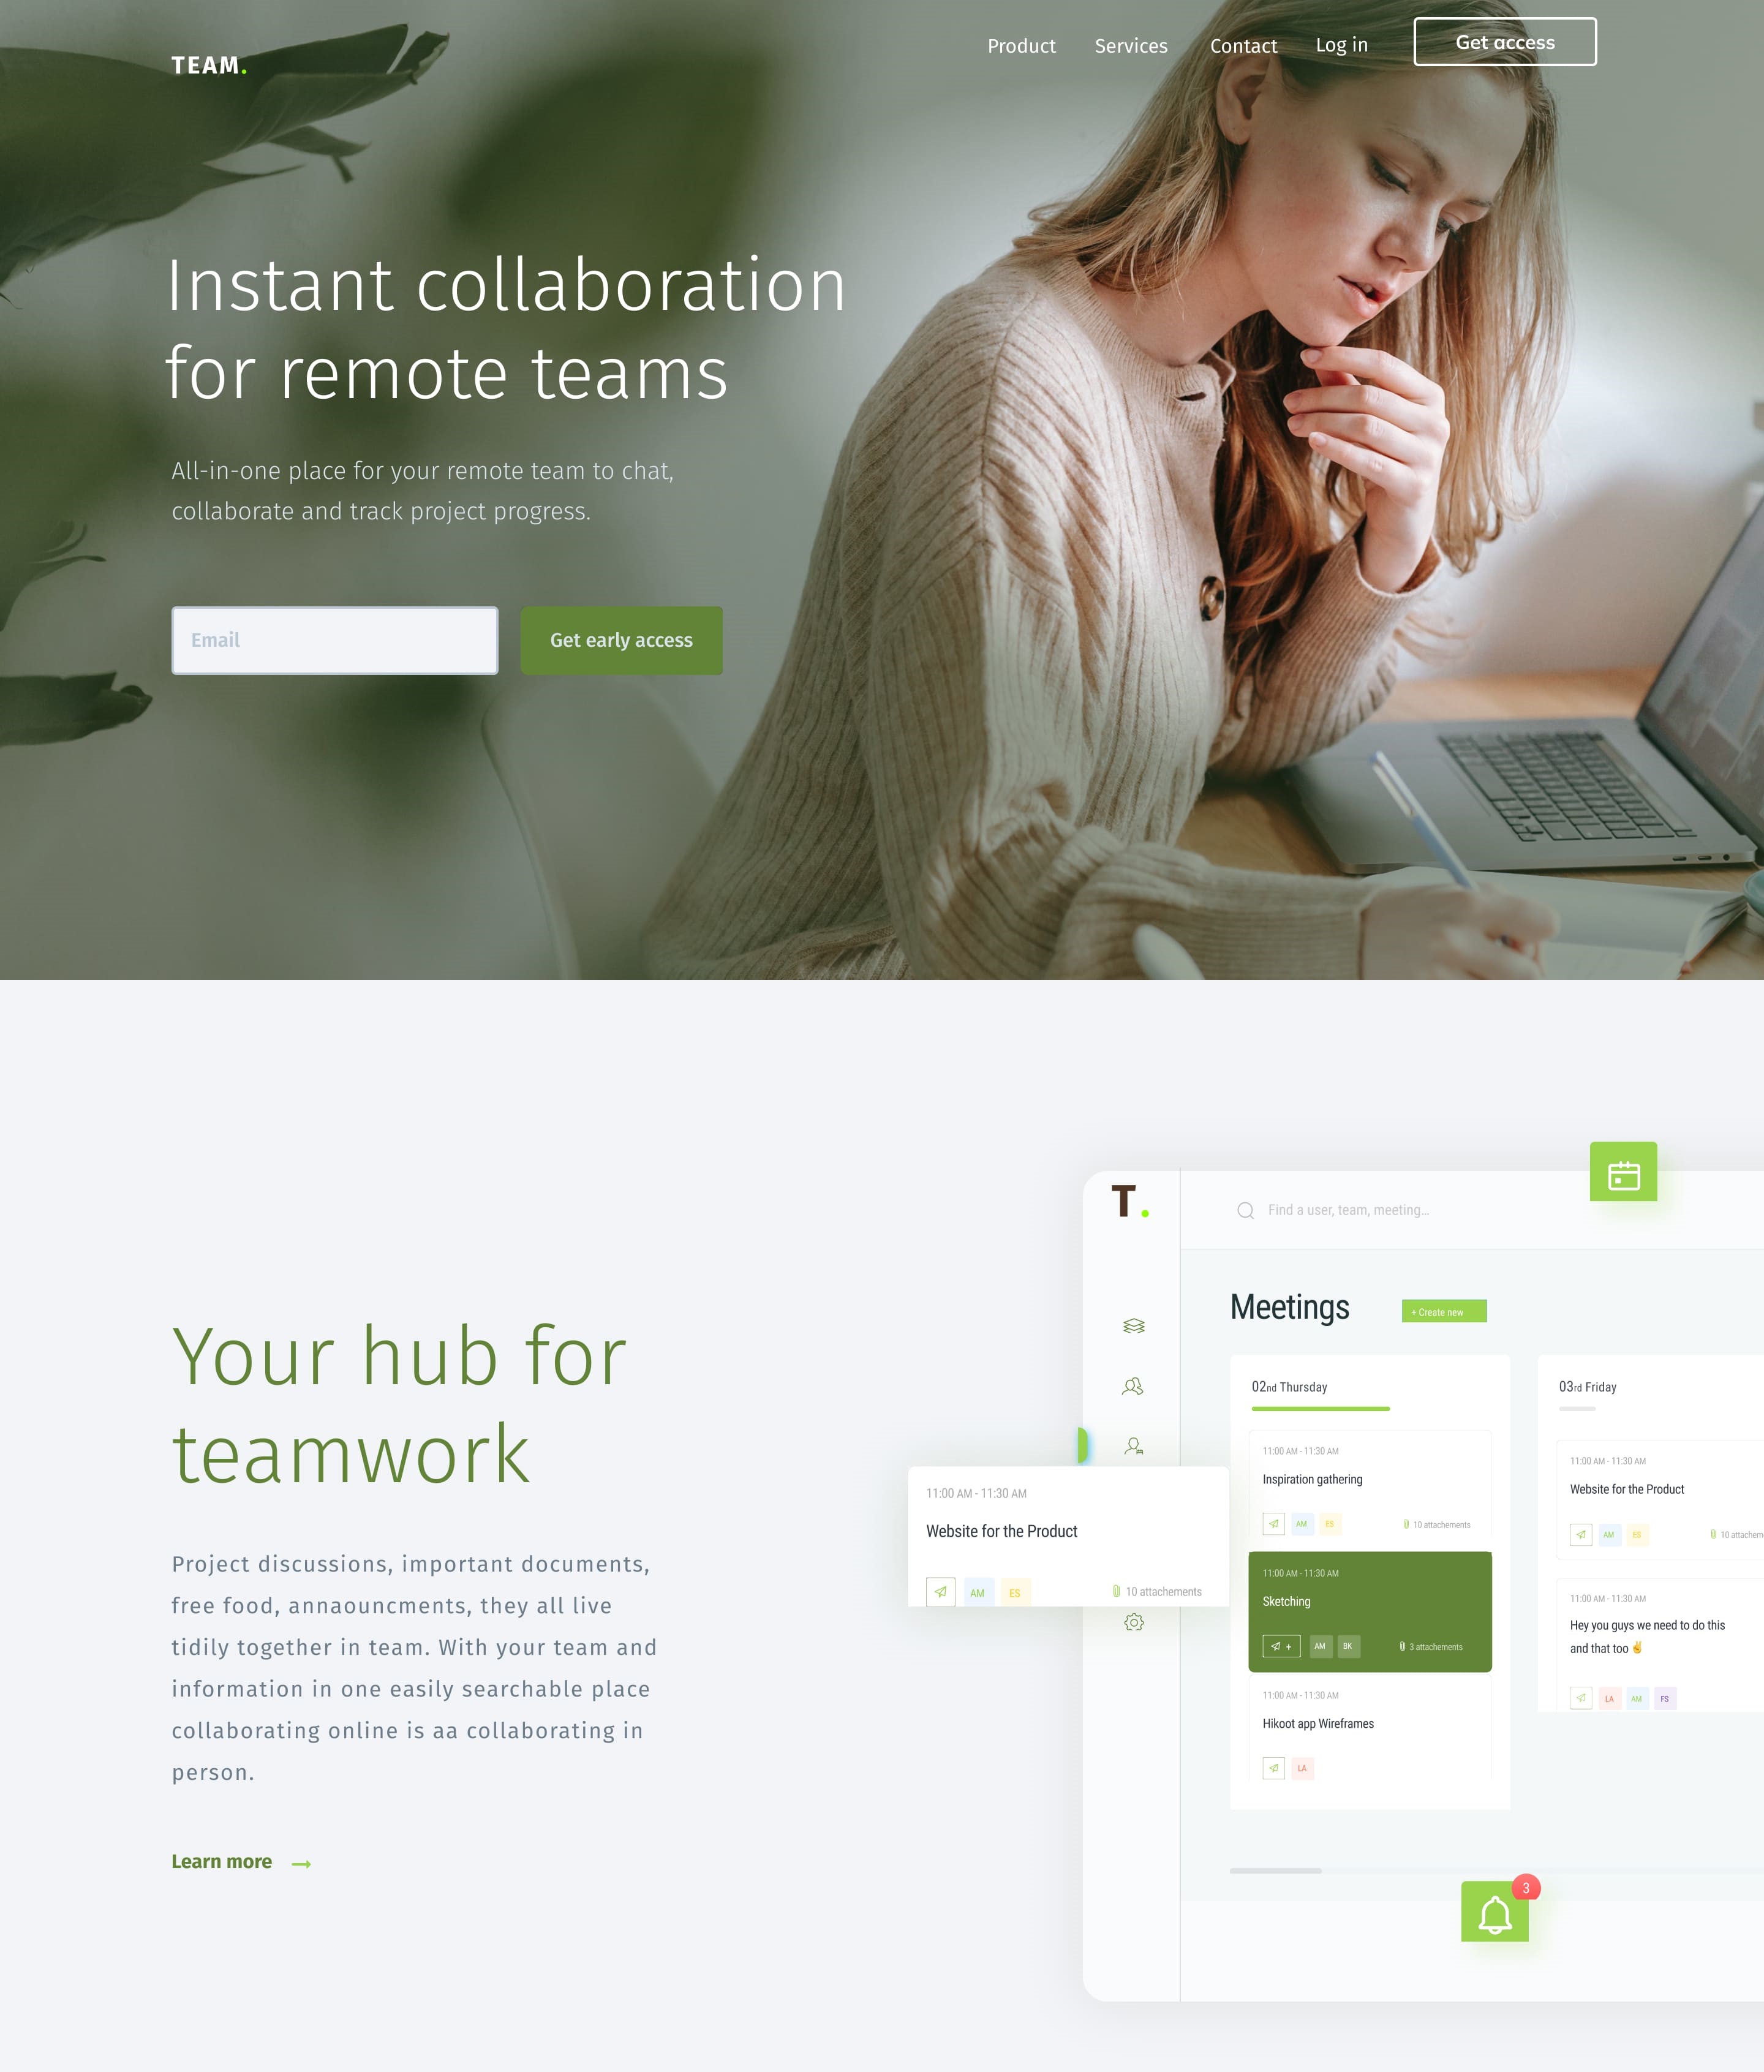 TEAM.
Product
Services
Contact
Log in
Get access
Instant collaboration
for remote teams
All-in-one place for your remote team to chat,
collaborate and track project progress.
Email
Get early access
Your hub for
teamwork
Project discussions, important documents,
free food, annaouncments, they all live
tidily together in team. With your team and
information in one easily searchable place
collaborating online is aa collaborating in
person.
Learn more
T.
Find a user, team, meeting...
Meetings
+ Create new
02nd Thursday
11:00 AM - 11:30 AM
Inspiration gathering
AM
ES
10 attachements
11:00 AM - 11:30 AM
Sketching
+
AM
BK
3 attachements
11:00 AM - 11:30 AM
Hikoot app Wireframes
LA
03rd Friday
11:00 AM - 11:30 AM
Website for the Product
AM
ES
10 attachem
11:00 AM - 11:30 AM
Hey you guys we need to do this
and that too ✌️
LA
AM
FS
11:00 AM - 11:30 AM
Website for the Product
AM
ES
10 attachements
3